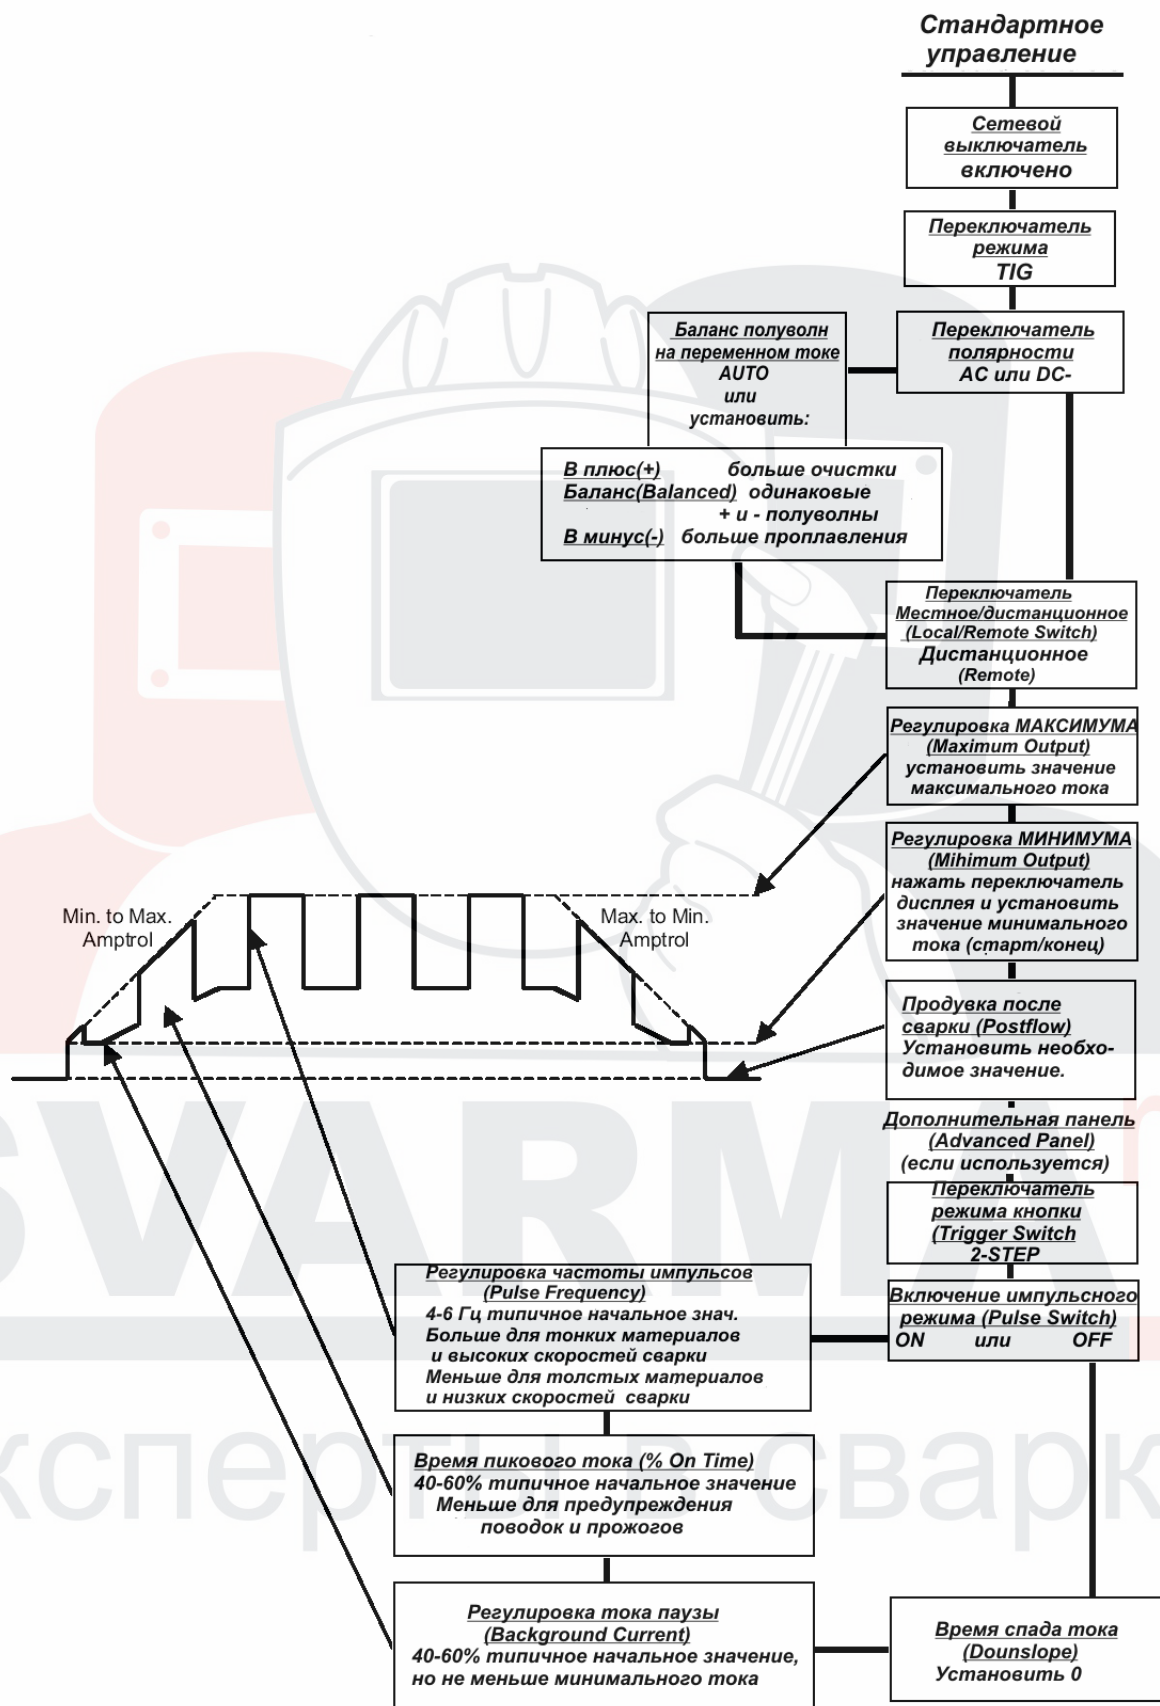 Стандартное
управление
Сетевой
выключатель
включено
Переключатель
режима
TIG
Переключатель
полярности
AC или DC-
Баланс полуволн
на переменном токе
AUTO
или
установить:
В плюс(+) больше очистки
Баланс(Balanced) одинаковые
+ и - полуволны
В минус(-) больше проплавления
Переключатель
Местное/дистанционное
(Local/Remote Switch)
Дистанционное
(Remote)
Регулировка МАКСИМУМА
(Maximum Output)
установить значение
максимального тока
Регулировка МИНИМУМА
(Mihimum Output)
нажать переключатель
дисплея и установить
значение минимального
тока (старт/конец)
Min. to Max.
Amptrol
Max. to Min.
Amptrol
Продувка после
сварки (Postflow)
Установить необхо-
димое значение.
Дополнительная панель
(Advanced Panel)
(если используется)
Переключатель
режима кнопки
(Trigger Switch
2-STEP
Включение импульсного
режима (Pulse Switch)
ON или OFF
Регулировка частоты импульсов
(Pulse Frequency)
4-6 Гц типичное начальное знач.
Больше для тонких материалов
и высоких скоростей сварки
Меньше для толстых материалов
и низких скоростей сварки
Время пикового тока (% On Time)
40-60% типичное начальное значение
Меньше для предупреждения
поводок и прожогов
Регулировка тока паузы
(Background Current)
40-60% типичное начальное значение,
но не меньше минимального тока
Время спада тока
(Dounslope)
Установить 0
SVARMA
ксперты в сварк